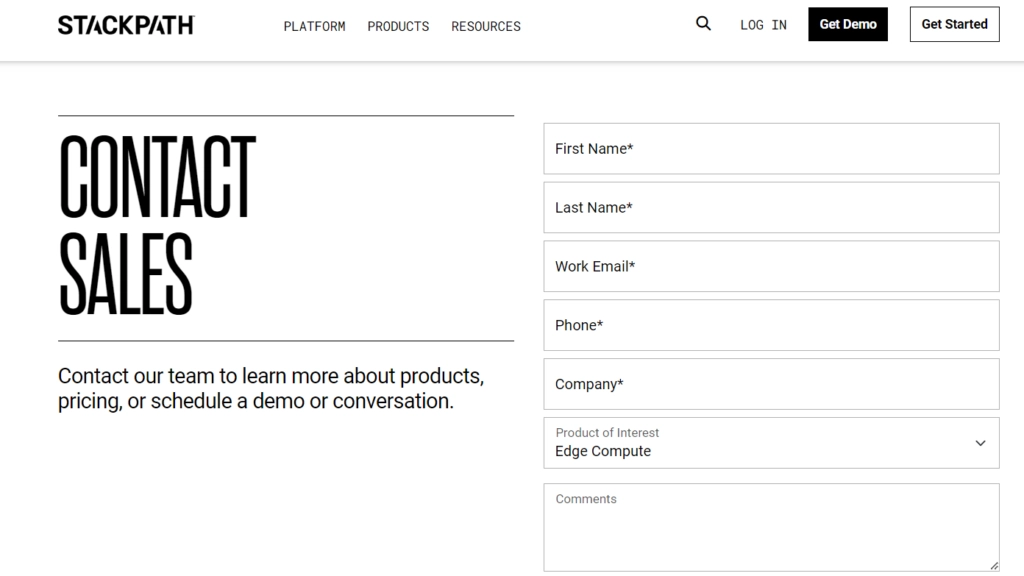 STACKPATH
PLATFORM PRODUCTS RESOURCES
LOG IN
Get Demo
Get Started
CONTACT
SALES
Contact our team to learn more about products,
pricing, or schedule a demo or conversation.
First Name*
Last Name*
Work Email*
Phone*
Company*
Product of Interest
Edge Compute
Comments